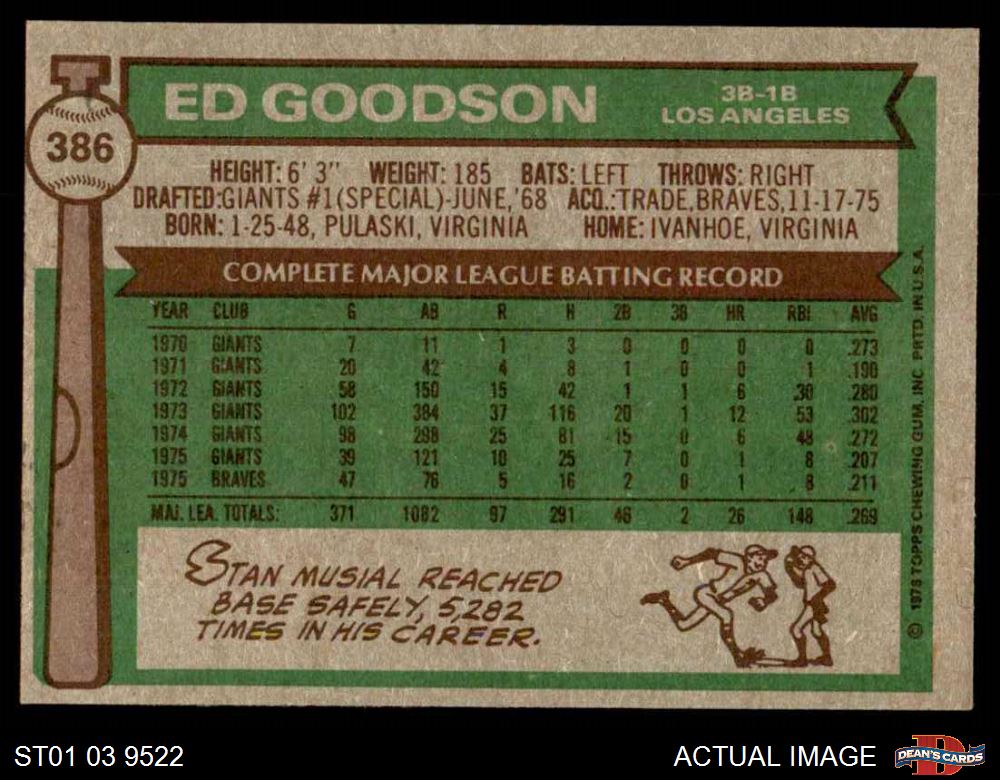 386
ED GOODSON
3B-1B
LOS ANGELES
HEIGHT: 6' 3" WEIGHT: 185 BATS: LEFT THROWS: RIGHT
DRAFTED: GIANTS #1 (SPECIAL)-JUNE, '68 ACQ.: TRADE, BRAVES, 11-17-75
BORN: 1-25-48, PULASKI, VIRGINIA HOME: IVANHOE, VIRGINIA
COMPLETE MAJOR LEAGUE BATTING RECORD
YEAR CLUB G AB R H 2B 3B HR RBI AVG
1970 GIANTS 7 11 1 3 0 0 0 0 .273
1971 GIANTS 20 42 4 8 1 0 0 1 .190
1972 GIANTS 58 150 15 42 1 1 6 30 .280
1973 GIANTS 102 384 37 116 20 1 12 53 .302
1974 GIANTS 98 298 25 81 15 0 6 48 .272
1975 GIANTS 39 121 10 25 7 0 1 8 .207
1975 BRAVES 47 76 5 16 2 0 1 8 .211
MAJ. LEA. TOTALS: 371 1082 97 291 46 2 26 148 .269
STAN MUSIAL REACHED
BASE SAFELY, 5,282
TIMES IN HIS CAREER.
© 1976 TOPPS CHEWING GUM, INC. PRTD. IN U.S.A.
ST01 03 9522
ACTUAL IMAGE
DEAN'S CARDS